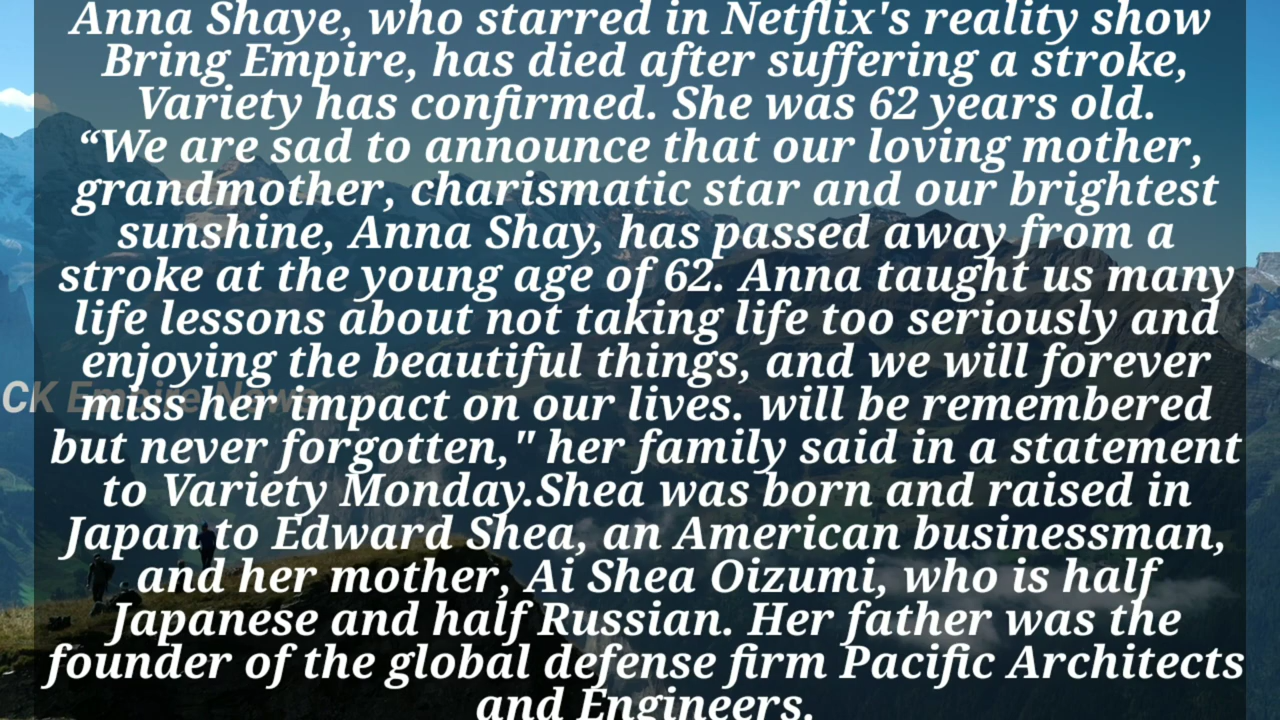 Anna Shaye, who starred in Netflix's reality show
Bring Empire, has died after suffering a stroke,
Variety has confirmed. She was 62 years old.
“We are sad to announce that our loving mother,
grandmother, charismatic star and our brightest
sunshine, Anna Shay, has passed away from a
stroke at the young age of 62. Anna taught us many
life lessons about not taking life too seriously and
enjoying the beautiful things, and we will forever
miss her impact on our lives. will be remembered
but never forgotten," her family said in a statement
to Variety Monday.Shea was born and raised in
Japan to Edward Shea, an American businessman,
and her mother, Ai Shea Oizumi, who is half
Japanese and half Russian. Her father was the
founder of the global defense firm Pacific Architects
and Engineers.
CK Empire News